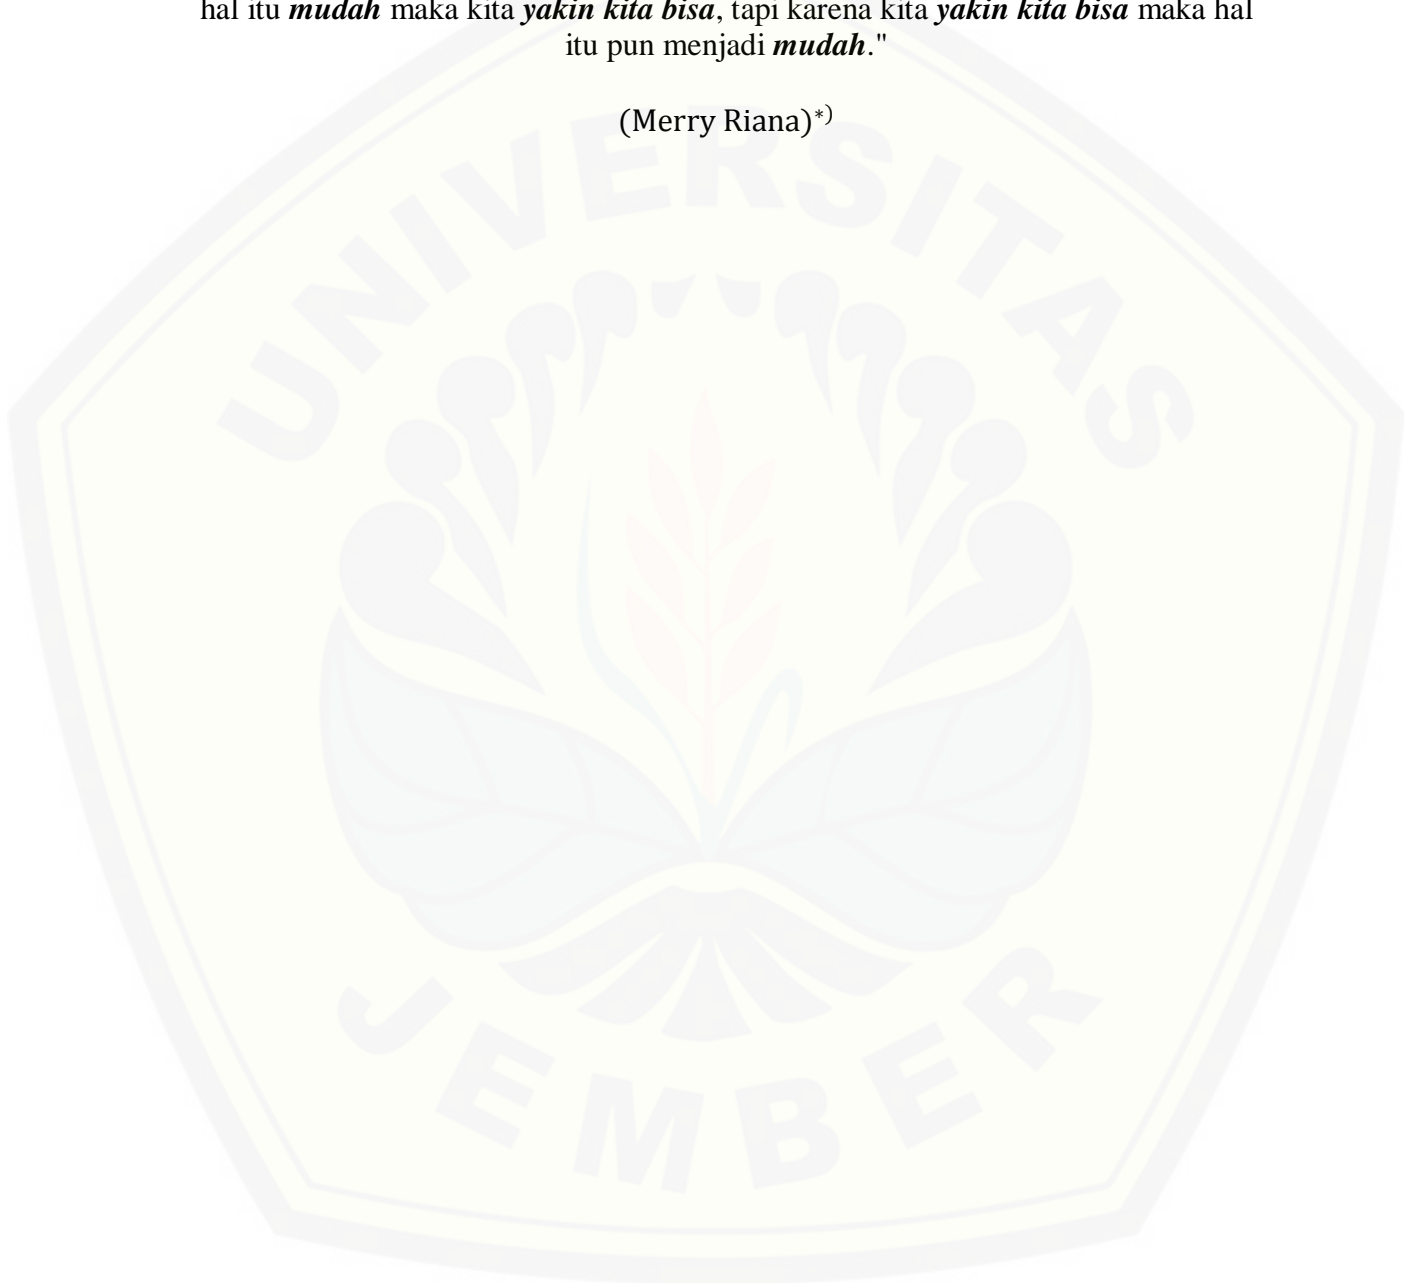 hal itu mudah maka kita yakin kita bisa, tapi karena kita yakin kita bisa maka hal
itu pun menjadi mudah."
(Merry Riana)*)
UNIVERSITAS
JEMBER